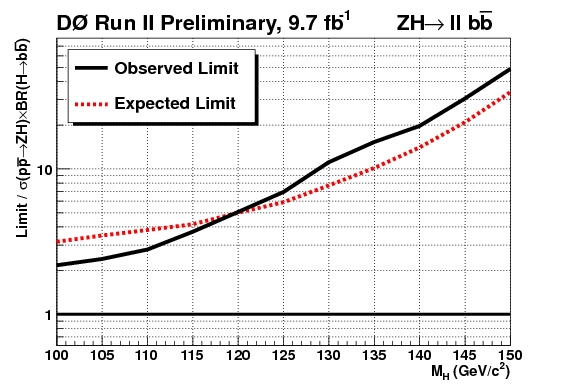 DØ Run II Preliminary, 9.7 fb⁻¹ ZH→ ll bb̅
Observed Limit
Expected Limit
Limit / σ(pp̅→ZH)×BR(H→bb̅)
10
1
100 105 110 115 120 125 130 135 140 145 150
M_H (GeV/c²)